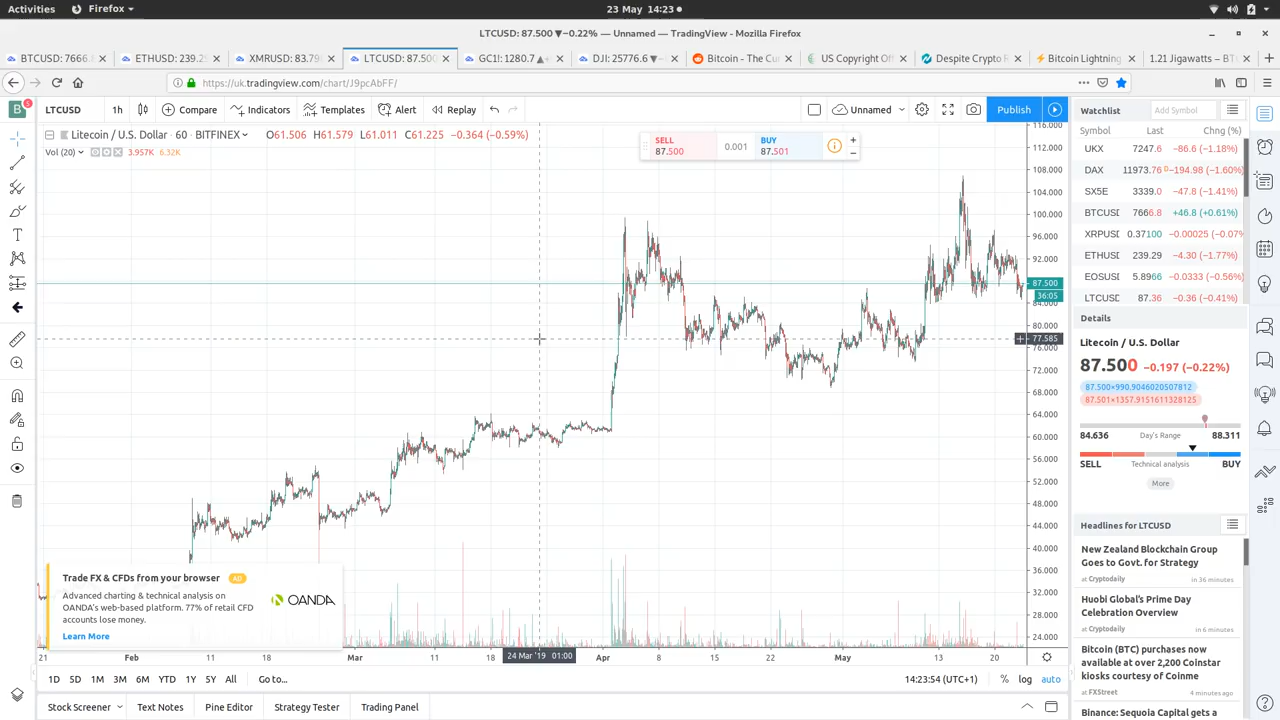 Activities
Firefox
23 May 14:23
LTCUSD: 87.500 ▼−0.22% — Unnamed — TradingView - Mozilla Firefox
BTCUSD: 7666.
ETHUSD: 239.2
XMRUSD: 83.79
LTCUSD: 87.500
GC1!: 1280.7 ▲
DJI: 25776.6 ▼
Bitcoin - The Cu
US Copyright Off
Despite Crypto R
Bitcoin Lightning
1.21 Jigawatts – BT
https://uk.tradingview.com/chart/J9pcAbFF/
LTCUSD
1h
Compare
Indicators
Templates
Alert
Replay
Unnamed
Publish
Litecoin / U.S. Dollar · 60 · BITFINEX
O61.506 H61.579 L61.011 C61.225 −0.364 (−0.59%)
Vol (20)
3.957K 6.32K
SELL
87.500
0.001
BUY
87.501
116.000
112.000
108.000
104.000
100.000
96.000
92.000
87.500
36:05
84.000
80.000
77.585
76.000
72.000
68.000
64.000
60.000
56.000
52.000
48.000
44.000
40.000
36.000
32.000
28.000
24.000
Trade FX & CFDs from your browser
AD
Advanced charting & technical analysis on
OANDA's web-based platform. 77% of retail CFD
accounts lose money.
Learn More
OANDA
21
Feb
11
18
Mar
11
18
24 Mar '19 01:00
Apr
8
15
22
May
13
20
1D 5D 1M 3M 6M YTD 1Y 5Y All
Go to...
14:23:54 (UTC+1)
% log auto
Stock Screener
Text Notes
Pine Editor
Strategy Tester
Trading Panel
Watchlist
Add Symbol
Symbol Last Chng (%)
UKX 7247.6 −86.6 (−1.18%)
DAX 11973.76 D −194.98 (−1.60%)
SX5E 3339.0 −47.8 (−1.41%)
BTCUSD 7666.8 +46.8 (+0.61%)
XRPUSD 0.37100 −0.00025 (−0.07%
ETHUSD 239.29 −4.30 (−1.77%)
EOSUSD 5.8966 −0.0333 (−0.56%)
LTCUSD 87.36 −0.36 (−0.41%)
Details
Litecoin / U.S. Dollar
87.500 −0.197 (−0.22%)
87.500×990.9046020507812
87.501×1357.9151611328125
84.636 Day's Range 88.311
SELL Technical analysis BUY
More
Headlines for LTCUSD
New Zealand Blockchain Group
Goes to Govt. for Strategy
at Cryptodaily in 36 minutes
Huobi Global's Prime Day
Celebration Overview
at Cryptodaily in 6 minutes
Bitcoin (BTC) purchases now
available at over 2,200 Coinstar
kiosks courtesy of Coinme
at FXStreet 4 minutes ago
Binance: Sequoia Capital gets a